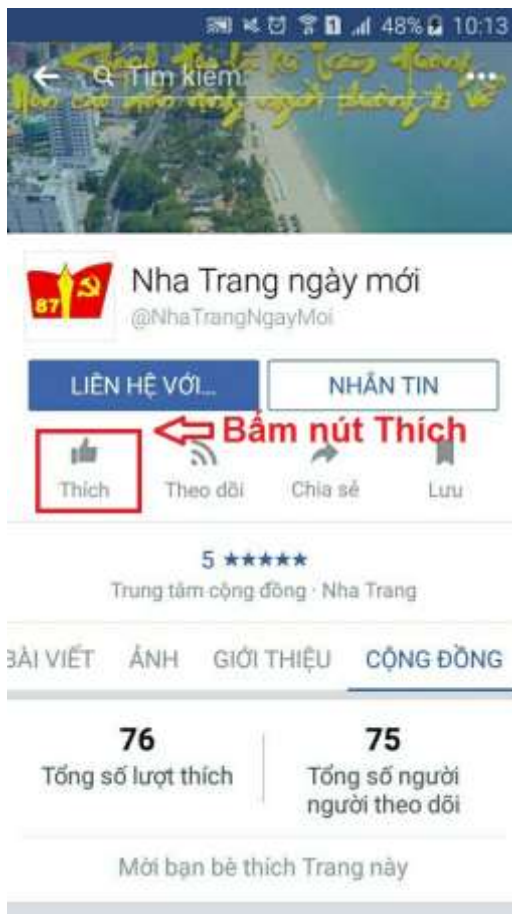 48% 10:13
Tìm kiếm
87
Nha Trang ngày mới
@NhaTrangNgayMoi
LIÊN HỆ VỚI...
NHẮN TIN
Bấm nút Thích
Thích
Theo dõi
Chia sẻ
Lưu
5 ★★★★★
Trung tâm cộng đồng · Nha Trang
BÀI VIẾT
ẢNH
GIỚI THIỆU
CỘNG ĐỒNG
76
Tổng số lượt thích
75
Tổng số người
người theo dõi
Mời bạn bè thích Trang này